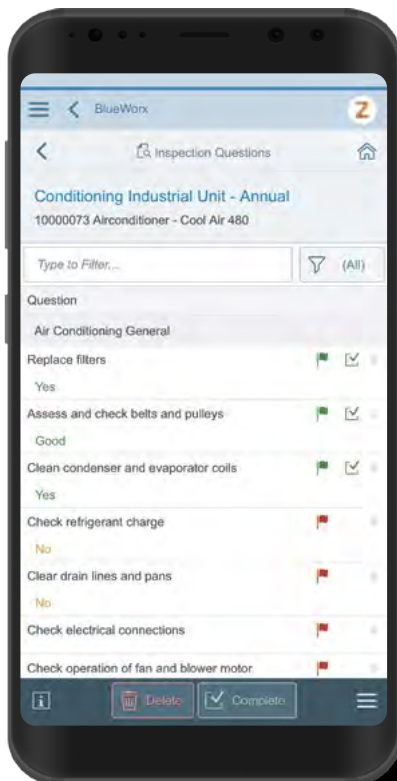 BlueWorx
Z
Inspection Questions
Conditioning Industrial Unit - Annual
10000073 Airconditioner - Cool Air 480
Type to Filter...
(All)
Question
Air Conditioning General
Replace filters
Yes
Assess and check belts and pulleys
Good
Clean condenser and evaporator coils
Yes
Check refrigerant charge
No
Clear drain lines and pans
No
Check electrical connections
Check operation of fan and blower motor
Delete
Complete